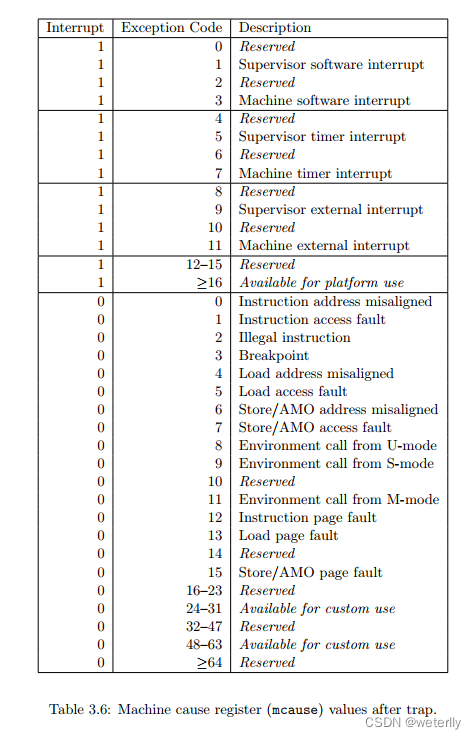 Interrupt Exception Code Description
1 0 Reserved
1 1 Supervisor software interrupt
1 2 Reserved
1 3 Machine software interrupt
1 4 Reserved
1 5 Supervisor timer interrupt
1 6 Reserved
1 7 Machine timer interrupt
1 8 Reserved
1 9 Supervisor external interrupt
1 10 Reserved
1 11 Machine external interrupt
1 12–15 Reserved
1 ≥16 Available for platform use
0 0 Instruction address misaligned
0 1 Instruction access fault
0 2 Illegal instruction
0 3 Breakpoint
0 4 Load address misaligned
0 5 Load access fault
0 6 Store/AMO address misaligned
0 7 Store/AMO access fault
0 8 Environment call from U-mode
0 9 Environment call from S-mode
0 10 Reserved
0 11 Environment call from M-mode
0 12 Instruction page fault
0 13 Load page fault
0 14 Reserved
0 15 Store/AMO page fault
0 16–23 Reserved
0 24–31 Available for custom use
0 32–47 Reserved
0 48–63 Available for custom use
0 ≥64 Reserved
Table 3.6: Machine cause register (mcause) values after trap.
CSDN @weterlly